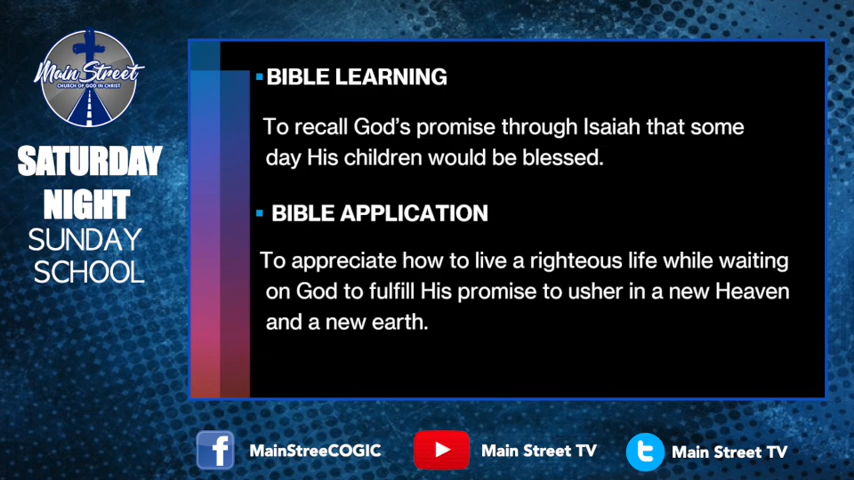 Main Street
CHURCH OF GOD IN CHRIST
SATURDAY
NIGHT
SUNDAY
SCHOOL
BIBLE LEARNING
To recall God's promise through Isaiah that some
day His children would be blessed.
BIBLE APPLICATION
To appreciate how to live a righteous life while waiting
on God to fulfill His promise to usher in a new Heaven
and a new earth.
MainStreeCOGIC
Main Street TV
Main Street TV